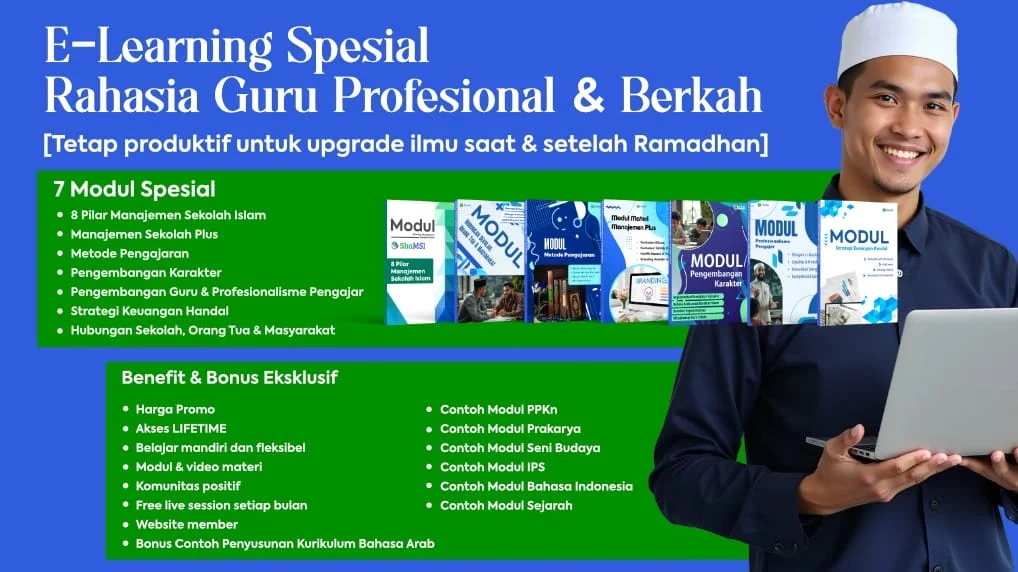 E-Learning Spesial
Rahasia Guru Profesional & Berkah
[Tetap produktif untuk upgrade ilmu saat & setelah Ramadhan]
7 Modul Spesial
• 8 Pilar Manajemen Sekolah Islam
• Manajemen Sekolah Plus
• Metode Pengajaran
• Pengembangan Karakter
• Pengembangan Guru & Profesionalisme Pengajar
• Strategi Keuangan Handal
• Hubungan Sekolah, Orang Tua & Masyarakat
Modul
ShaMSI
8 Pilar
Manajemen
Sekolah Islam
MODUL
MODUL
Metode Pengajaran
Modul Materi
Manajemen Plus
BRANDING
MODUL
Pengembangan
Karakter
MODUL
Profesionalisme
Pengajar
MODUL
Strategi Keuangan Handal
Benefit & Bonus Eksklusif
• Harga Promo
• Akses LIFETIME
• Belajar mandiri dan fleksibel
• Modul & video materi
• Komunitas positif
• Free live session setiap bulan
• Website member
• Bonus Contoh Penyusunan Kurikulum Bahasa Arab
• Contoh Modul PPKn
• Contoh Modul Prakarya
• Contoh Modul Seni Budaya
• Contoh Modul IPS
• Contoh Modul Bahasa Indonesia
• Contoh Modul Sejarah